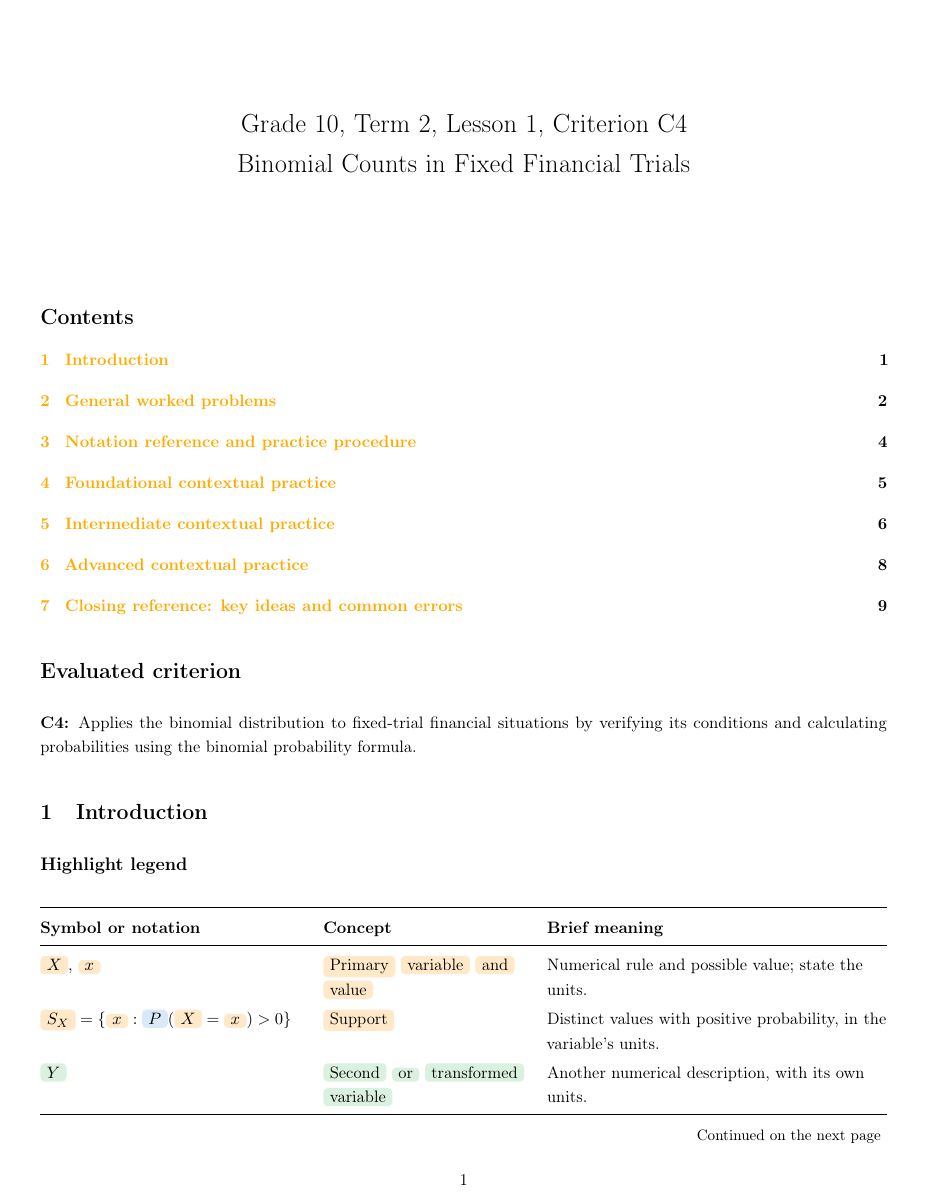 Grade 10, Term 2, Lesson 1, Criterion C4
Binomial Counts in Fixed Financial Trials
Contents
1 Introduction 1
2 General worked problems 2
3 Notation reference and practice procedure 4
4 Foundational contextual practice 5
5 Intermediate contextual practice 6
6 Advanced contextual practice 8
7 Closing reference: key ideas and common errors 9
Evaluated criterion
C4: Applies the binomial distribution to fixed-trial financial situations by verifying its conditions and calculating
probabilities using the binomial probability formula.
1 Introduction
Highlight legend
Symbol or notation Concept Brief meaning
X, x Primary variable and Numerical rule and possible value; state the
value units.
S_X = {x : P(X = x) > 0} Support Distinct values with positive probability, in the
variable's units.
Y Second or transformed Another numerical description, with its own
variable units.
Continued on the next page
1